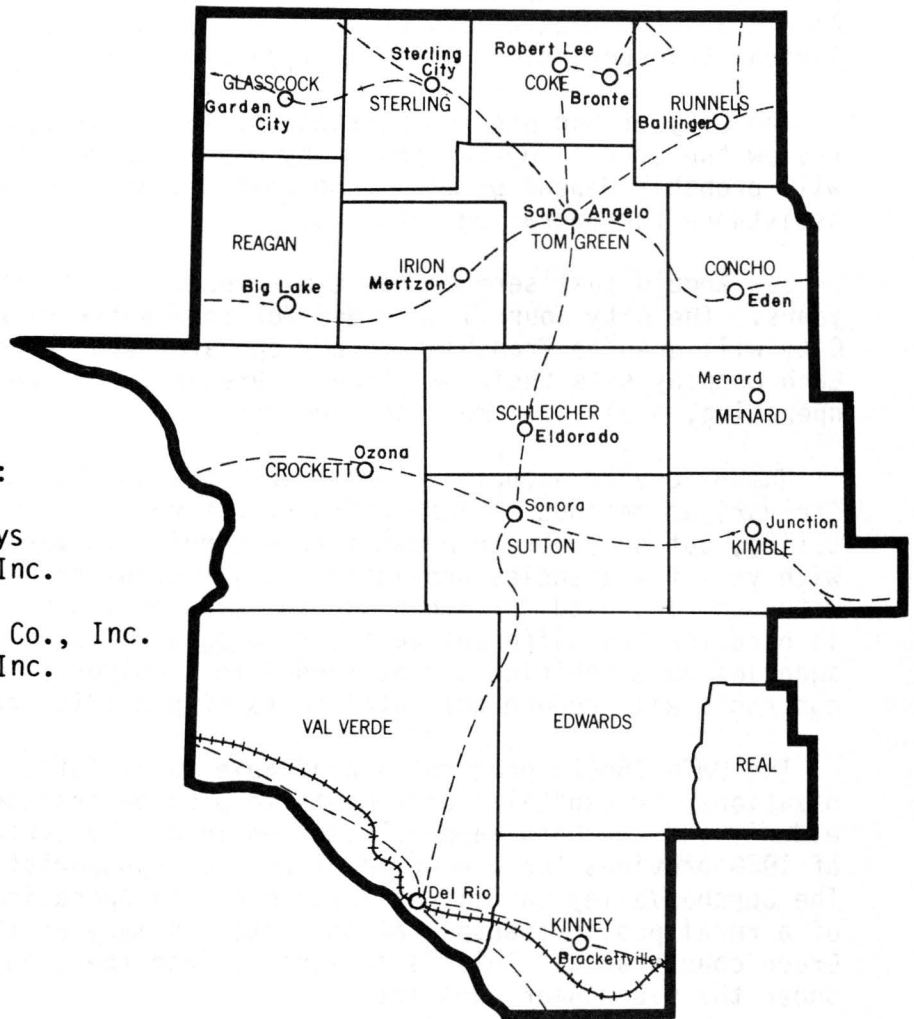 Robert Lee
COKE
Bronte
Sterling
City
STERLING
GLASSCOCK
Garden
City
RUNNELS
Ballinger
San Angelo
TOM GREEN
REAGAN
Big Lake
IRION
Mertzon
CONCHO
Eden
Menard
MENARD
SCHLEICHER
Eldorado
Ozona
CROCKETT
Sonora
SUTTON
Junction
KIMBLE
:
ys
Inc.
Co., Inc.
Inc.
VAL VERDE
EDWARDS
REAL
Del Rio
KINNEY
Brackettville